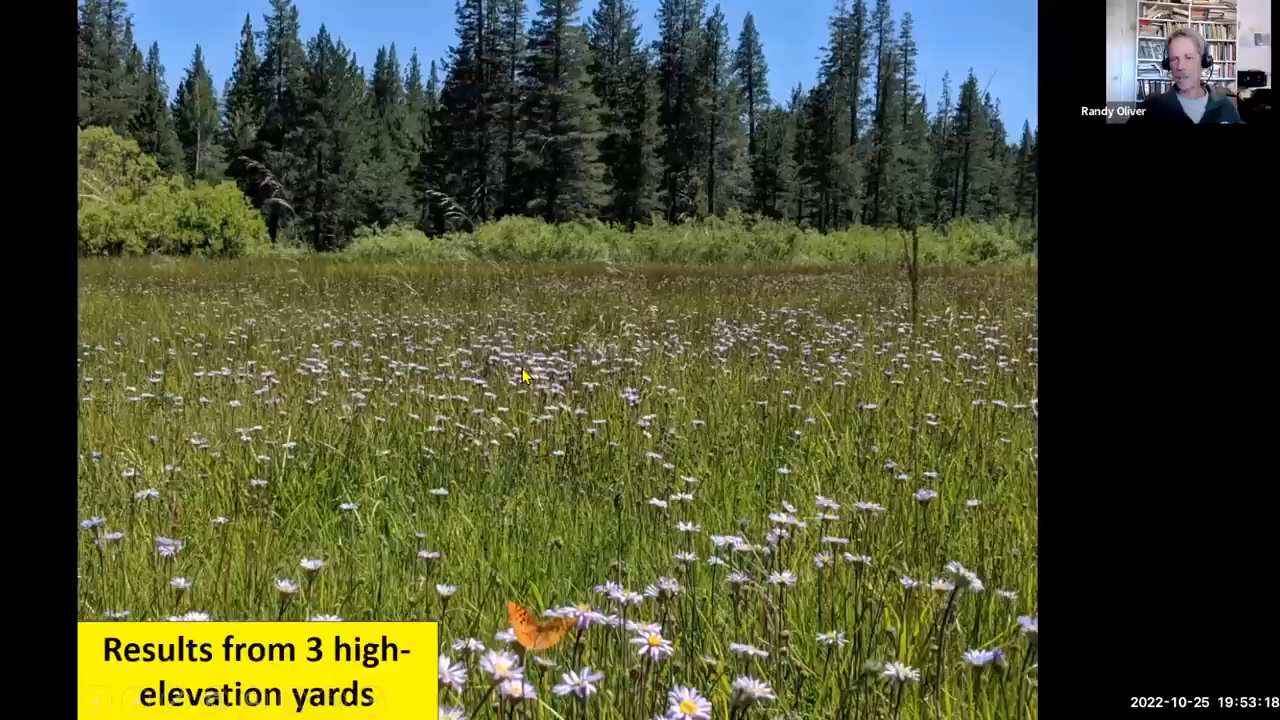 Randy Oliver
Results from 3 high-
elevation yards
2022-10-25 19:53:18